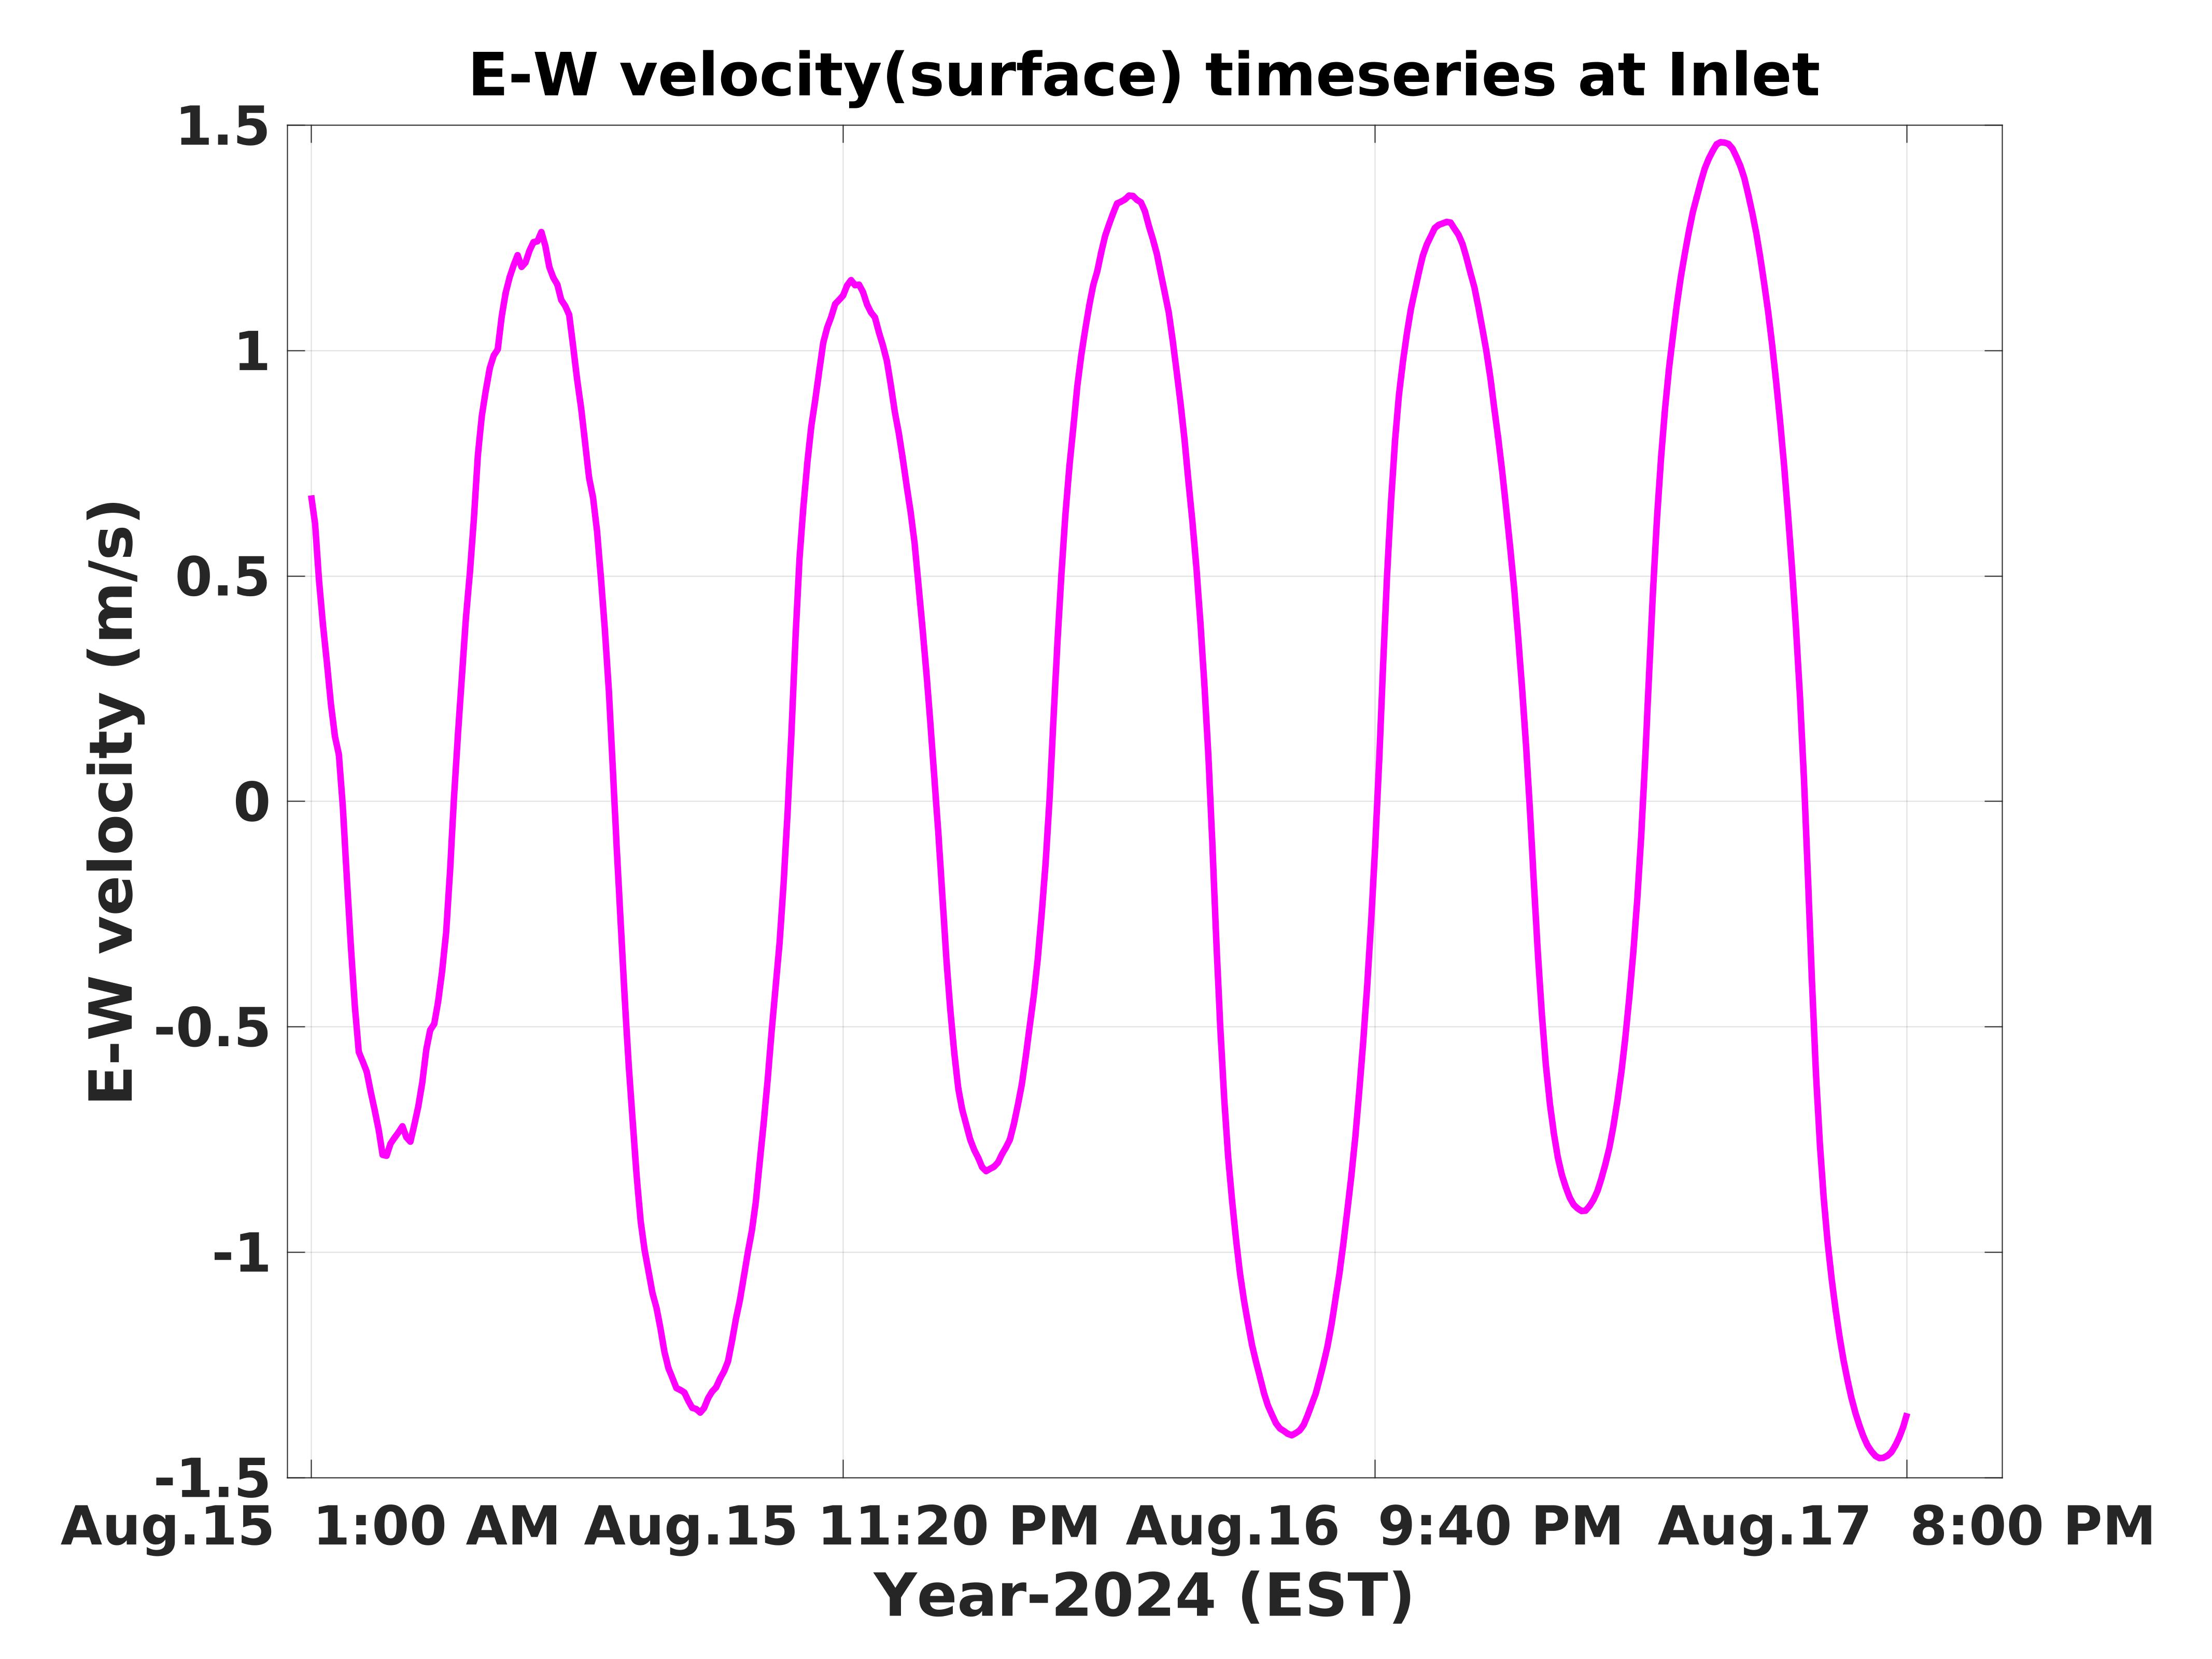 E-W velocity(surface) timeseries at Inlet
1.5
1
0.5
0
-0.5
-1
-1.5
E-W velocity (m/s)
Aug.15 1:00 AM Aug.15 11:20 PM Aug.16 9:40 PM Aug.17 8:00 PM
Year-2024 (EST)